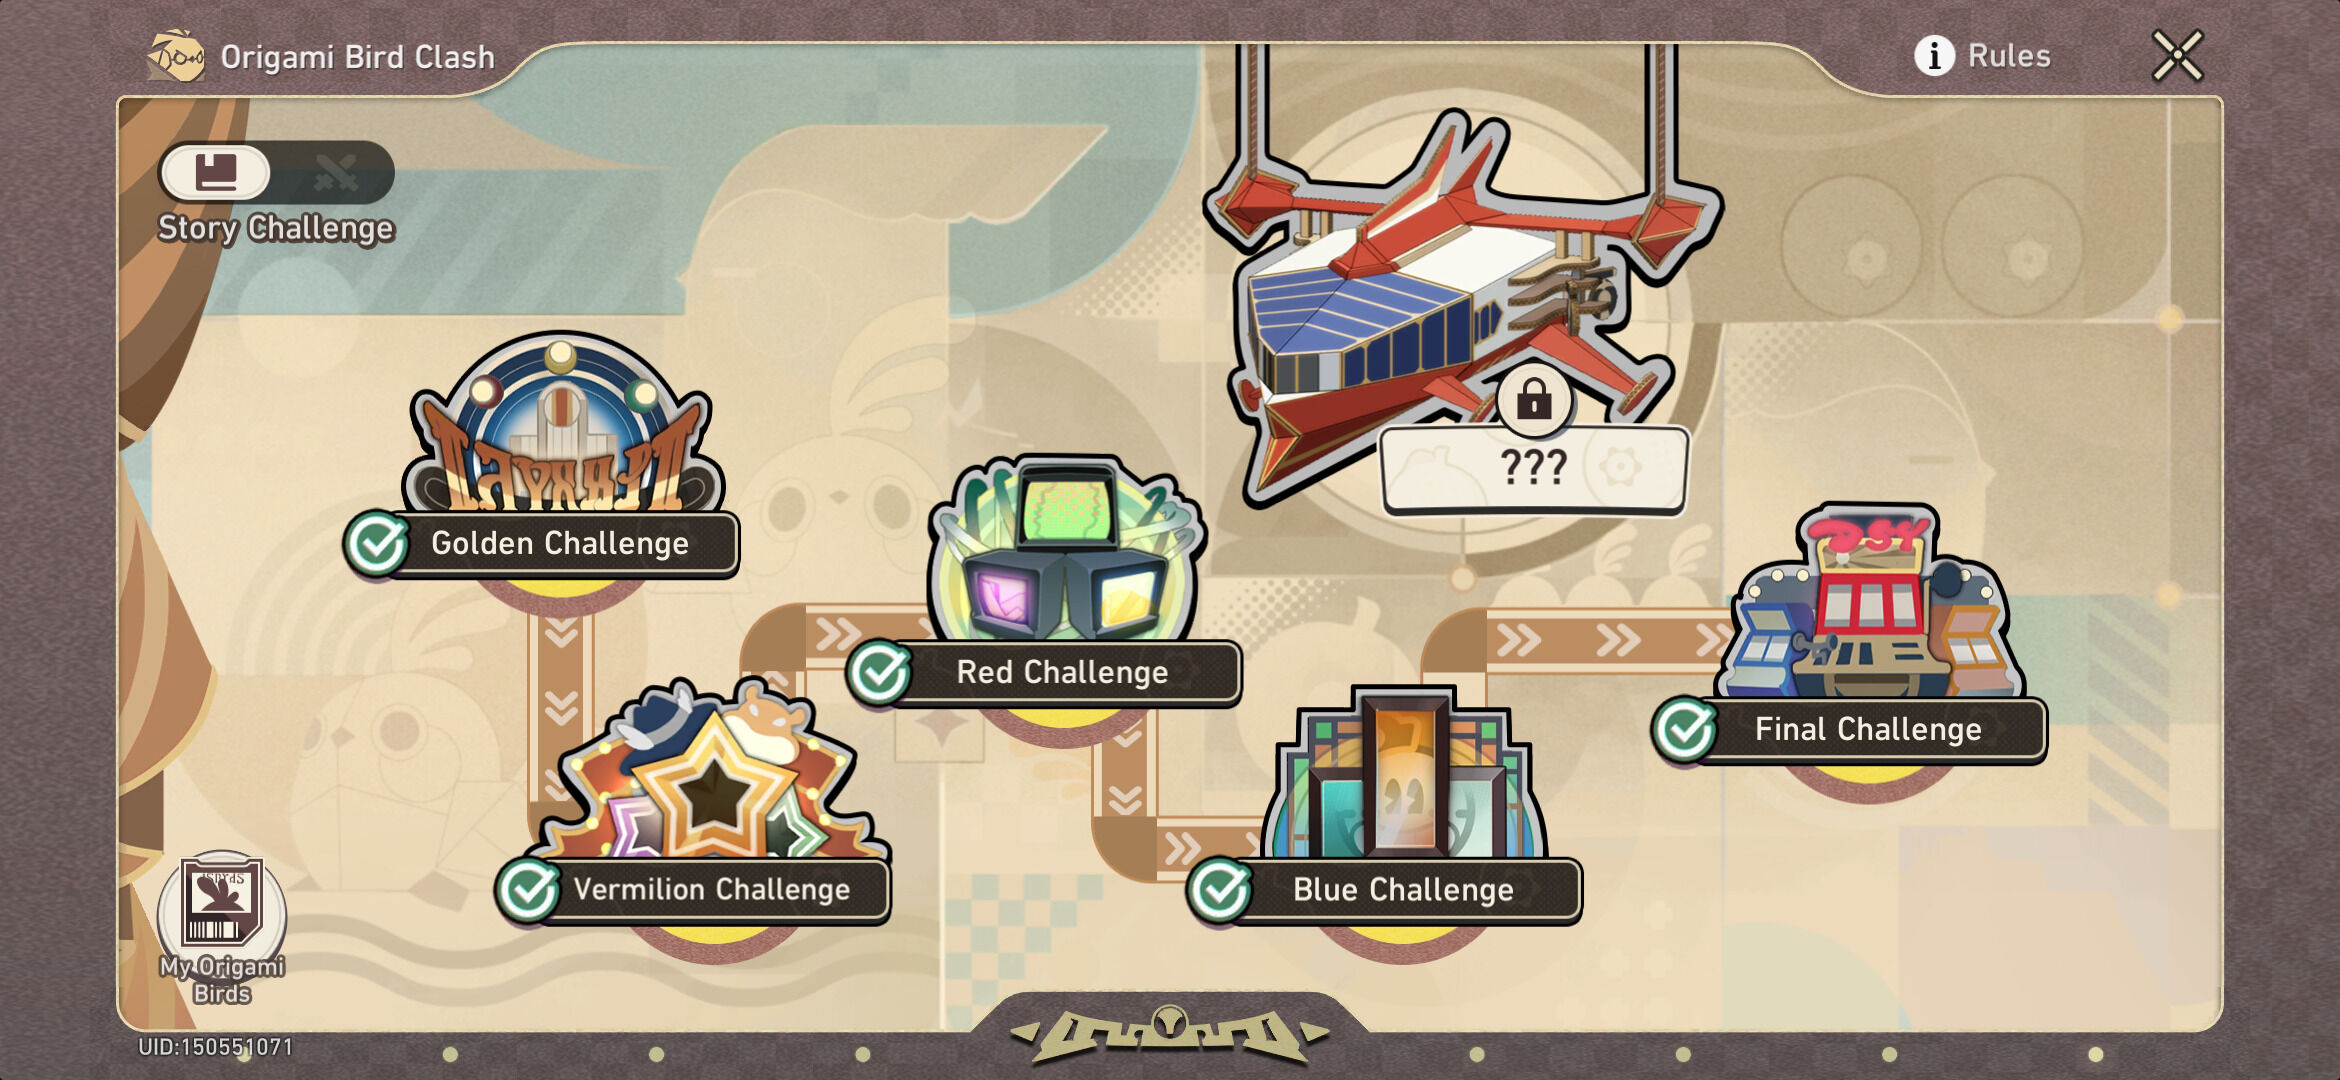 Origami Bird Clash
Rules
Story Challenge
Golden Challenge
???
Red Challenge
Final Challenge
Vermilion Challenge
Blue Challenge
My Origami
Birds
UID:150551071